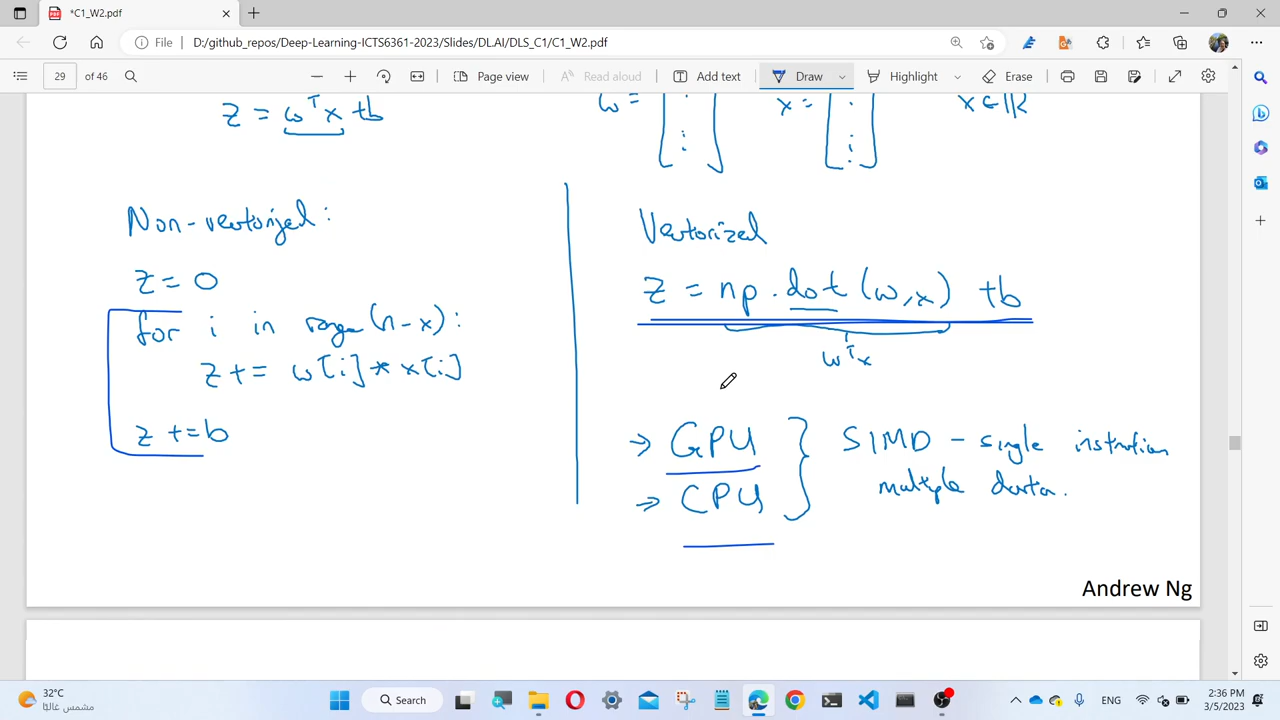 *C1_W2.pdf
File D:/github_repos/Deep-Learning-ICTS6361-2023/Slides/DL.AI/DLS_C1/C1_W2.pdf
29 of 46 Page view Read aloud Add text Draw Highlight Erase
z = wᵀx + b
w = [ : : ] x = [ : : ] x ∈ ℝ
Non-vectorized:
z = 0
for i in range(n-x):
z += w[i] * x[i]
z += b
Vectorized
z = np.dot(w,x) + b
wᵀx
→ GPU
→ CPU
} SIMD - single instruction
multiple data.
Andrew Ng
32°C
مشمس غالبًا
Search
ENG
2:36 PM
3/5/2023